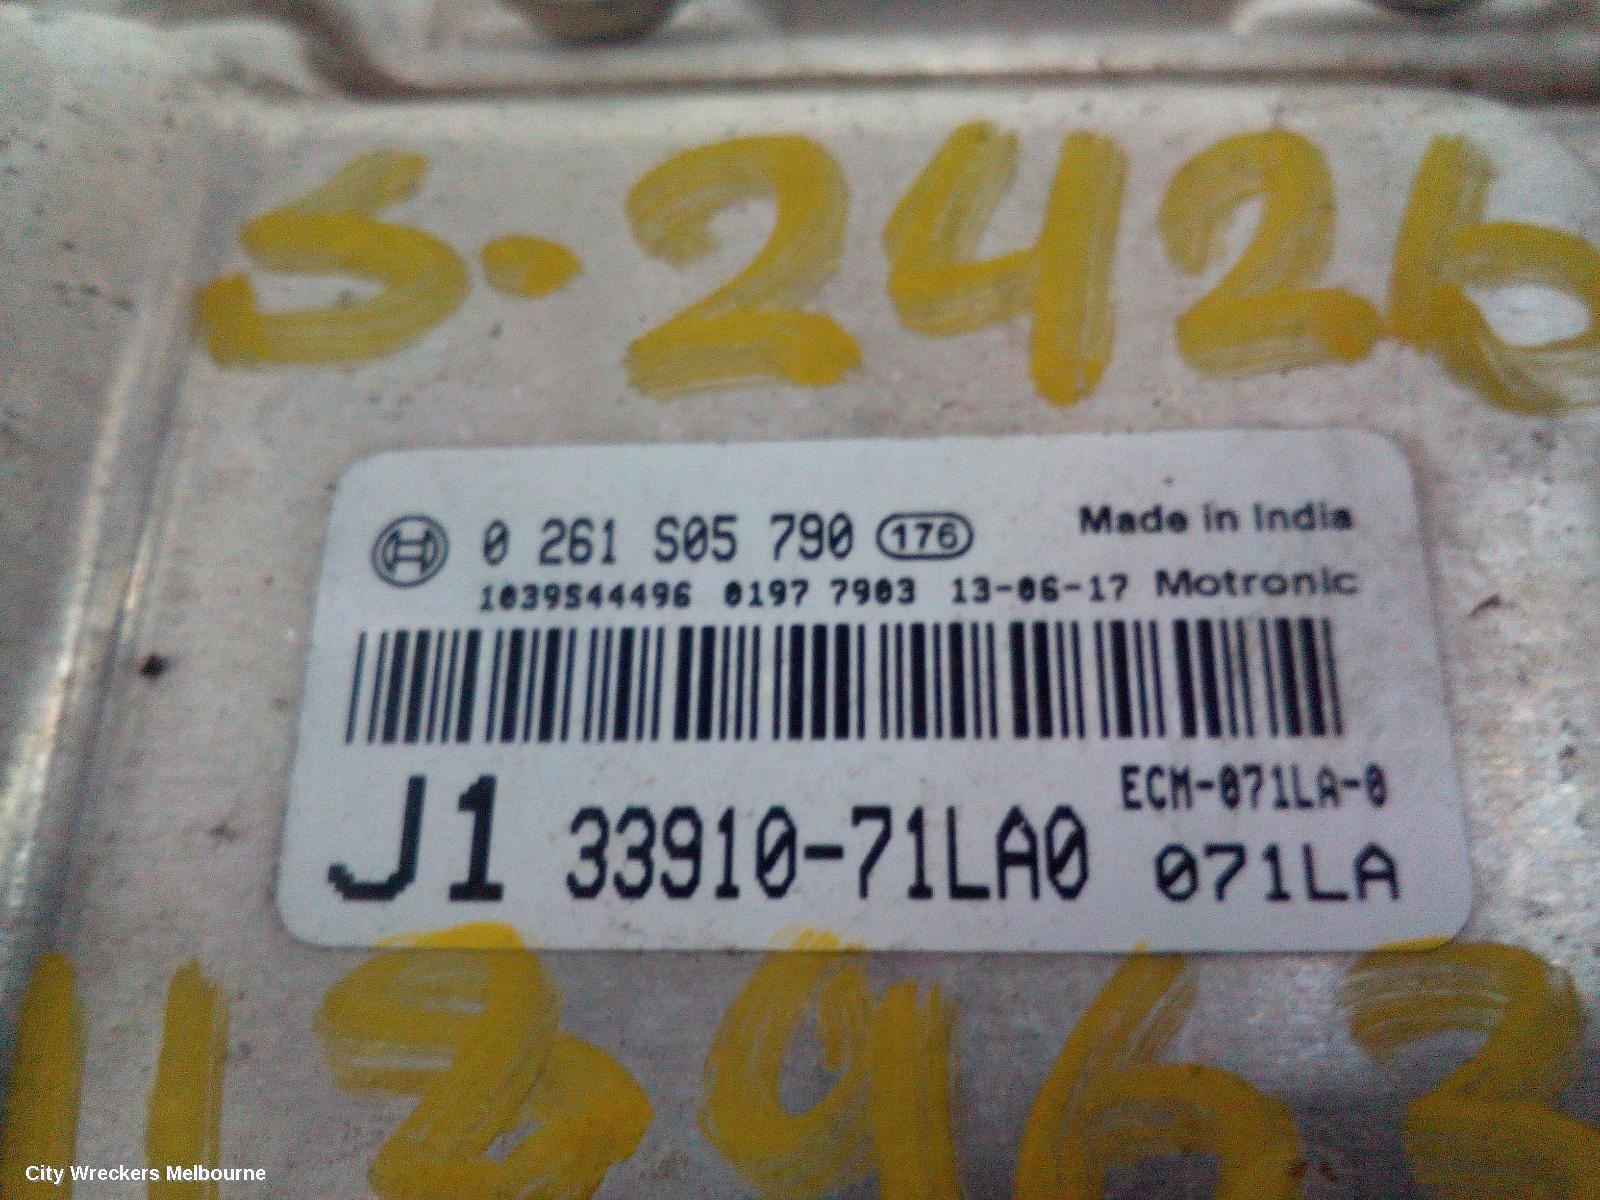 S·2426
0 261 S05 790 176 Made in India
1039S44496 0197 7903 13-06-17 Motronic
ECM-071LA-0
J1 33910-71LA0 071LA
City Wreckers Melbourne